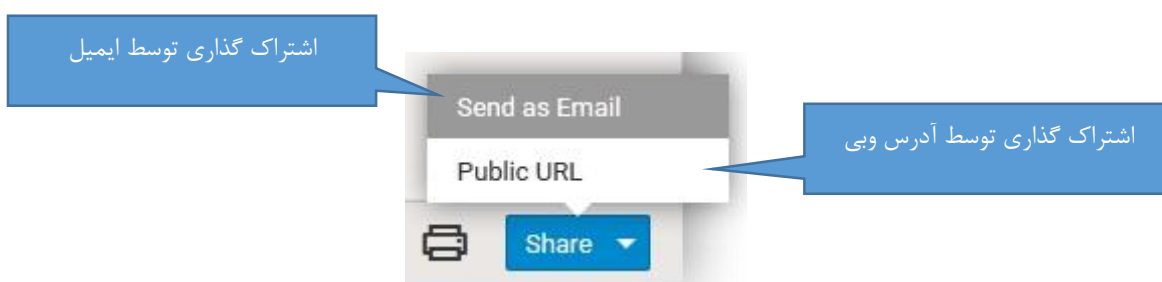 اشتراک گذاری توسط ایمیل
Send as Email
اشتراک گذاری توسط آدرس وبی
Public URL
Share